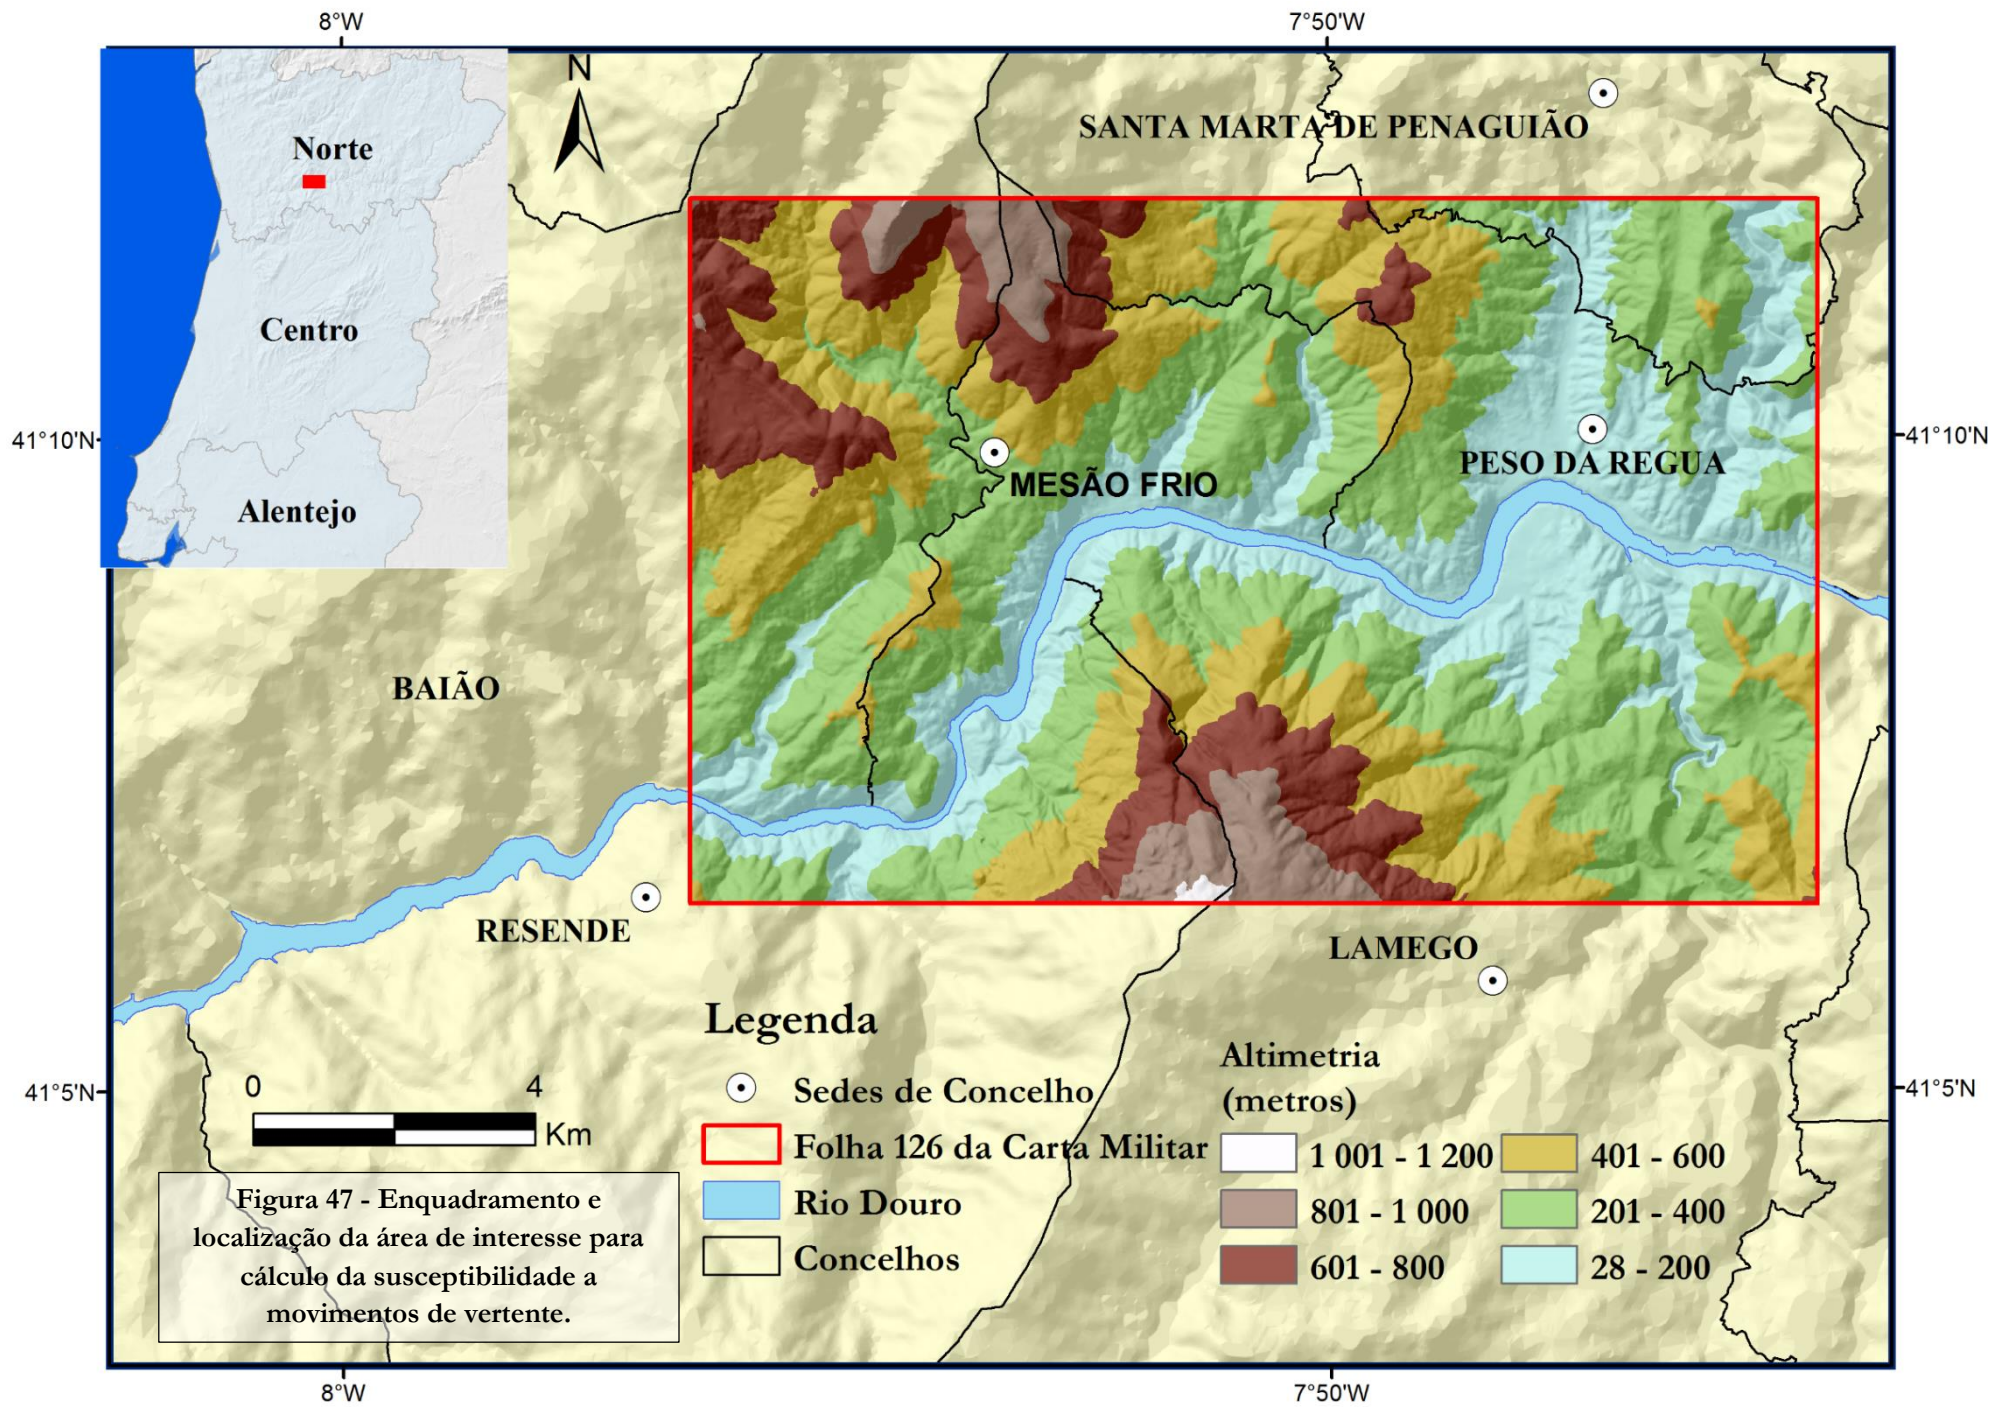 8°W
7°50'W
N
SANTA MARTA DE PENAGUIÃO
Norte
Centro
Alentejo
41°10'N
41°10'N
MESÃO FRIO
PESO DA REGUA
BAIÃO
RESENDE
LAMEGO
Legenda
Sedes de Concelho
Folha 126 da Carta Militar
Rio Douro
Concelhos
Altimetria
(metros)
1 001 - 1 200
801 - 1 000
601 - 800
401 - 600
201 - 400
28 - 200
0
4
Km
41°5'N
41°5'N
Figura 47 - Enquadramento e
localização da área de interesse para
cálculo da susceptibilidade a
movimentos de vertente.
8°W
7°50'W